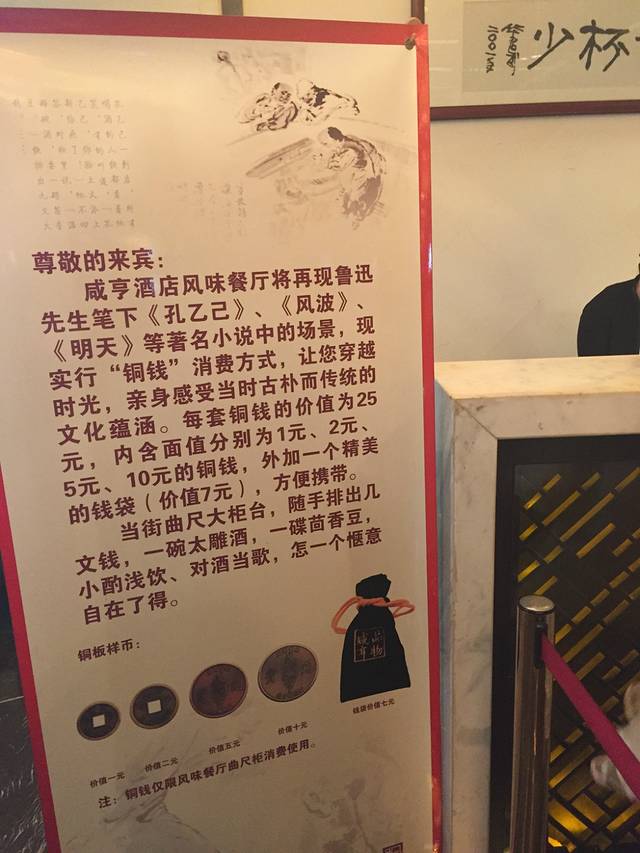 少杯
尊敬的来宾：
咸亨酒店风味餐厅将再现鲁迅
先生笔下《孔乙己》、《风波》、
《明天》等著名小说中的场景，现
实行“铜钱”消费方式，让您穿越
时光，亲身感受当时古朴而传统的
文化蕴涵。每套铜钱的价值为25
元，内含面值分别为1元、2元、
5元、10元的铜钱，外加一个精美
的钱袋（价值7元），方便携带。
当街曲尺大柜台，随手排出几
文钱，一碗太雕酒，一碟茴香豆，
小酌浅饮、对酒当歌，怎一个惬意
自在了得。
铜板样币：
咸亨
品物
价值一元
价值二元
价值五元
价值十元
钱袋价值七元
注：铜钱仅限风味餐厅曲尺柜消费使用。